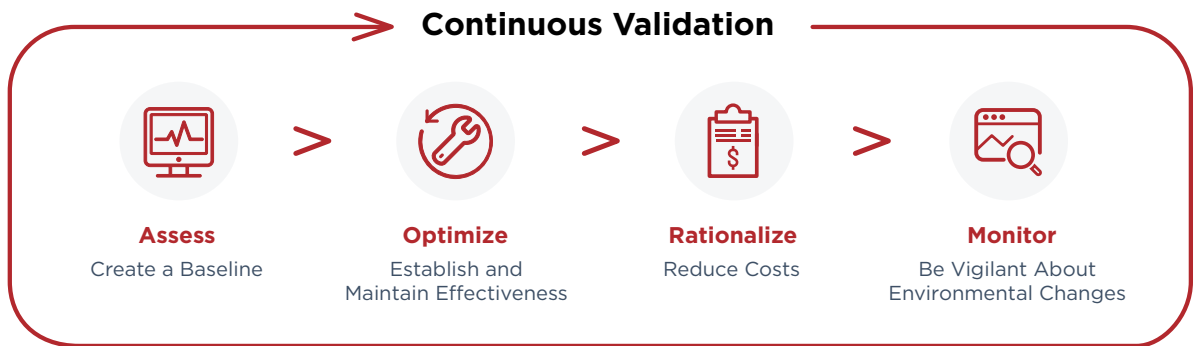 Continuous Validation
$
Assess
Create a Baseline
Optimize
Establish and
Maintain Effectiveness
Rationalize
Reduce Costs
Monitor
Be Vigilant About
Environmental Changes